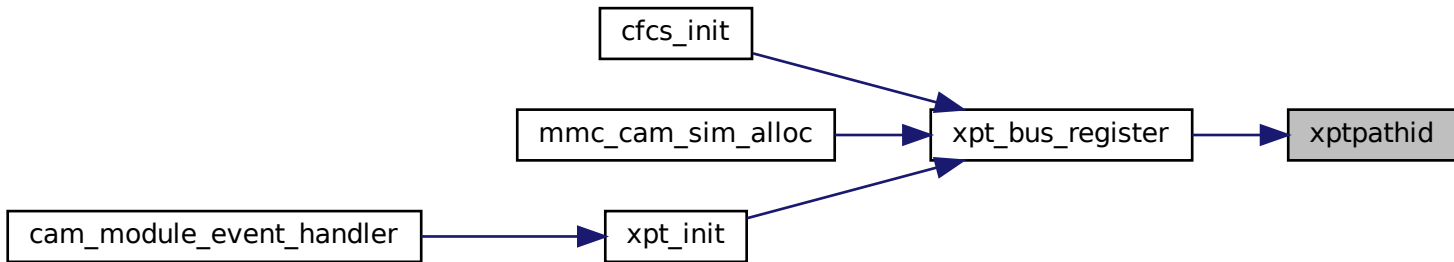 cfcs_init
mmc_cam_sim_alloc
xpt_bus_register
xptpathid
cam_module_event_handler
xpt_init